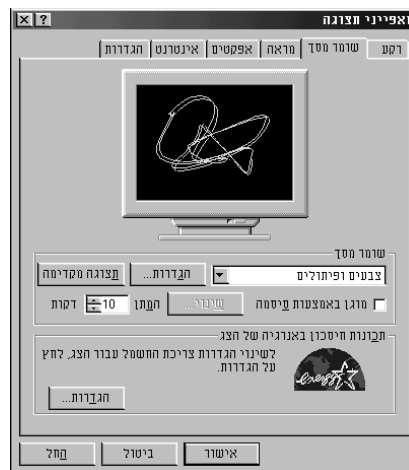 מאפייני תצוגה
רקע שומר מסך מראה אפקטים אינטרנט הגדרות
שומר מסך
צבעים ופיתולים הגדרות... תצוגה מקדימה
מוגן באמצעות סיסמה שינוי... המתן 10 דקות
תכונות חיסכון באנרגיה של הצג
לשינוי הגדרות צריכת החשמל עבור הצג, לחץ
על הגדרות.
energy
הגדרות...
אישור ביטול החל